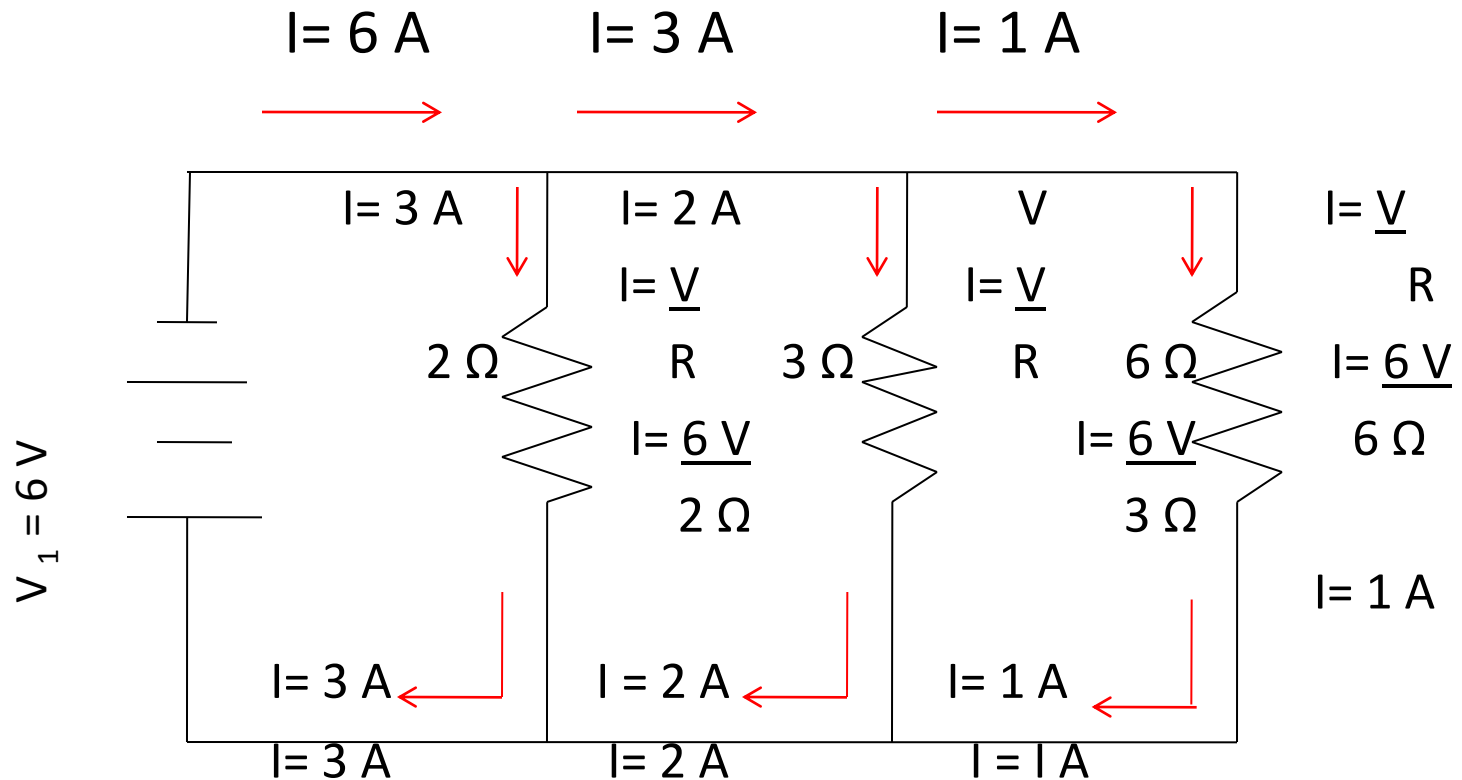 I= 6 A I= 3 A I= 1 A
I= 3 A I= 2 A V I= V
I= V I= V R
2 Ω R 3 Ω R 6 Ω I= 6 V
I= 6 V I= 6 V 6 Ω
2 Ω 3 Ω
V 1 = 6 V
I= 1 A
I= 3 A I = 2 A I= 1 A
I= 3 A I= 2 A I = I A